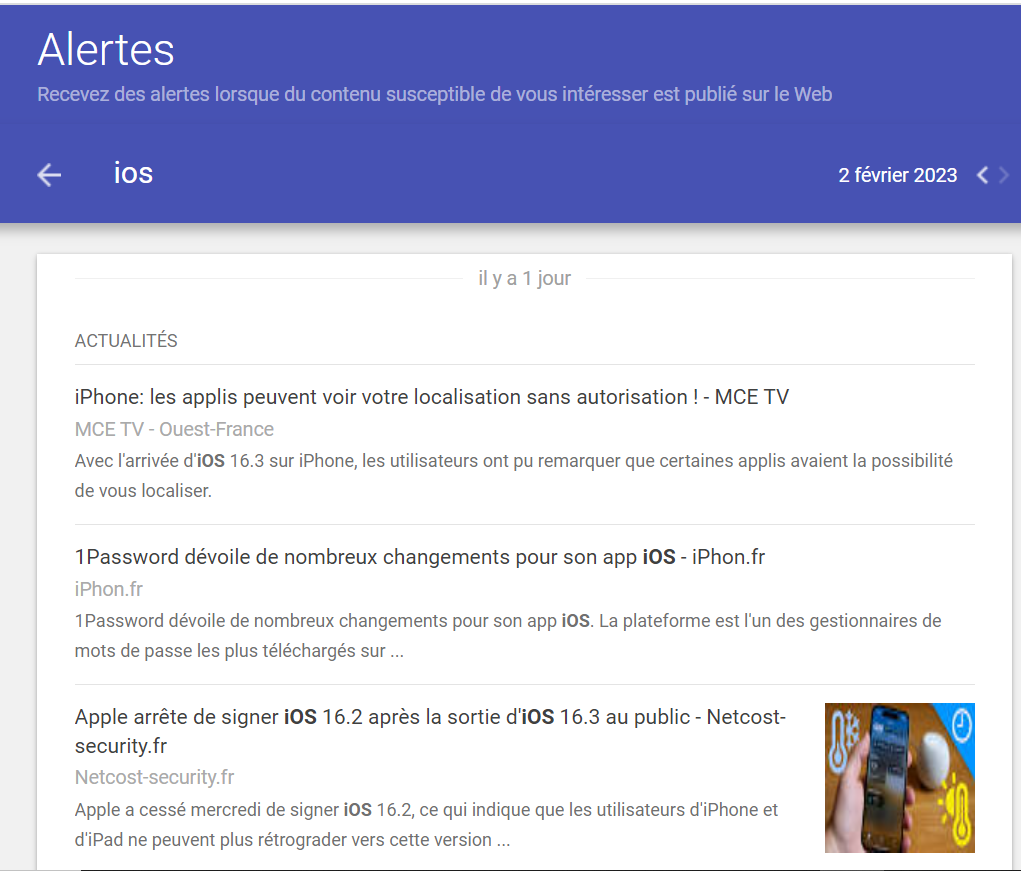 Alertes
Recevez des alertes lorsque du contenu susceptible de vous intéresser est publié sur le Web
ios
2 février 2023
il y a 1 jour
ACTUALITÉS
iPhone: les applis peuvent voir votre localisation sans autorisation ! - MCE TV
MCE TV - Ouest-France
Avec l'arrivée d'iOS 16.3 sur iPhone, les utilisateurs ont pu remarquer que certaines applis avaient la possibilité
de vous localiser.
1Password dévoile de nombreux changements pour son app iOS - iPhon.fr
iPhon.fr
1Password dévoile de nombreux changements pour son app iOS. La plateforme est l'un des gestionnaires de
mots de passe les plus téléchargés sur ...
Apple arrête de signer iOS 16.2 après la sortie d'iOS 16.3 au public - Netcost-
security.fr
Netcost-security.fr
Apple a cessé mercredi de signer iOS 16.2, ce qui indique que les utilisateurs d'iPhone et
d'iPad ne peuvent plus rétrograder vers cette version ...